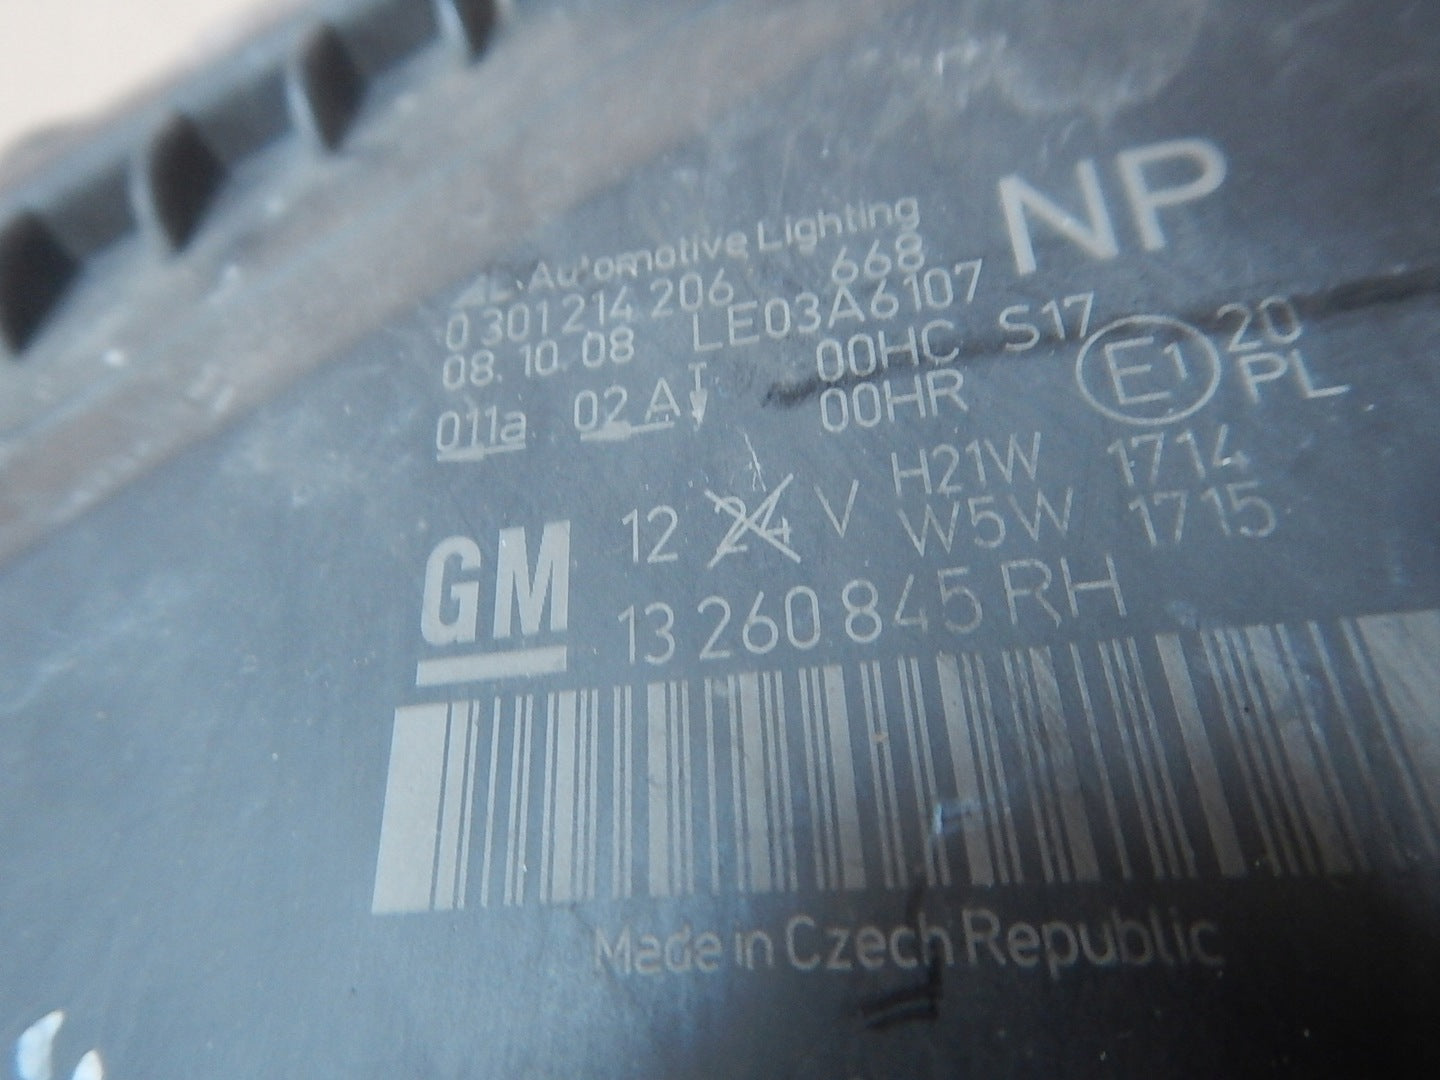 AL Automotive Lighting
NP
0 301 214 206 668
08.10.08 LE03A6107
011a 02 A 00HC S17 E1 20
00HR PL
12 24 V H21W 1714
W5W 1715
GM 13 260 845 RH
Made in Czech Republic